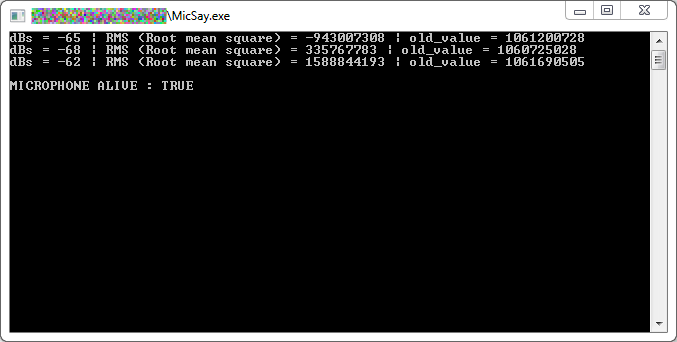 \MicSay.exe
dBs = -65 ¦ RMS (Root mean square) = -943007308 ¦ old_value = 1061200728
dBs = -68 ¦ RMS (Root mean square) = 335767783 ¦ old_value = 1060725028
dBs = -62 ¦ RMS (Root mean square) = 1588844193 ¦ old_value = 1061690505
MICROPHONE ALIVE : TRUE